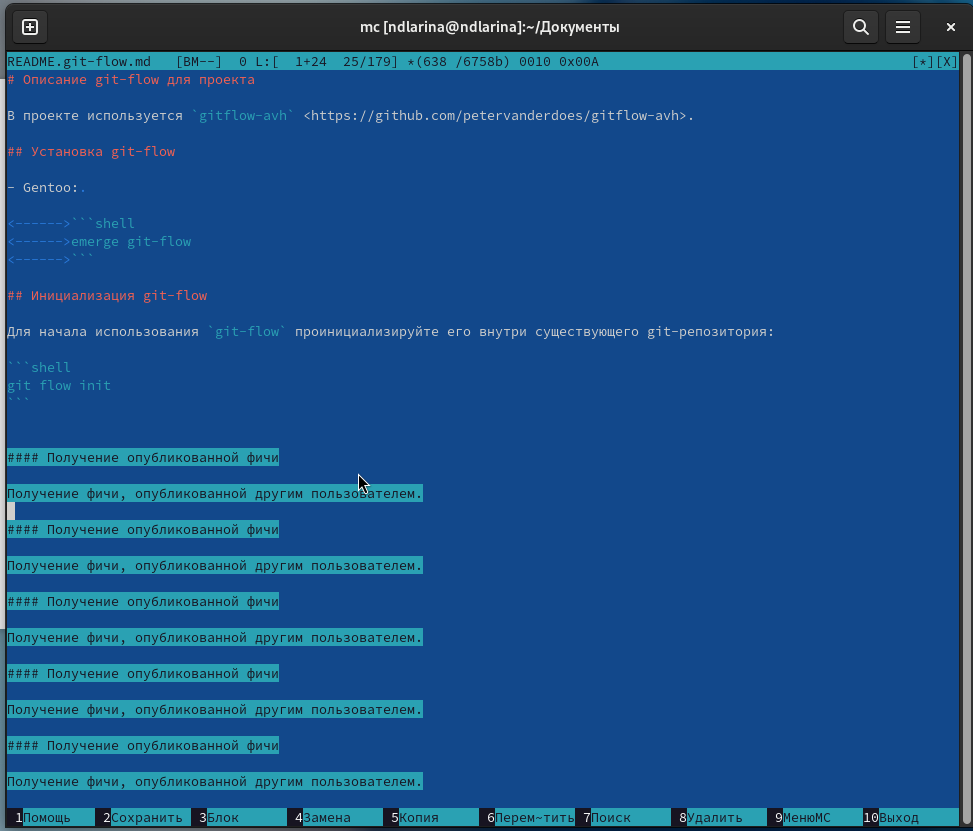 mc [ndlarina@ndlarina]:~/Документы
README.git-flow.md [BM--] 0 L:[ 1+24 25/179] *(638 /6758b) 0010 0x00A [*][X]
# Описание git-flow для проекта
В проекте используется `gitflow-avh` <https://github.com/petervanderdoes/gitflow-avh>.
## Установка git-flow
- Gentoo:.
<------>```shell
<------>emerge git-flow
<------>```
## Инициализация git-flow
Для начала использования `git-flow` проинициализируйте его внутри существующего git-репозитория:
```shell
git flow init
```
#### Получение опубликованной фичи
Получение фичи, опубликованной другим пользователем.
#### Получение опубликованной фичи
Получение фичи, опубликованной другим пользователем.
#### Получение опубликованной фичи
Получение фичи, опубликованной другим пользователем.
#### Получение опубликованной фичи
Получение фичи, опубликованной другим пользователем.
#### Получение опубликованной фичи
Получение фичи, опубликованной другим пользователем.
1Помощь 2Сохранить 3Блок 4Замена 5Копия 6Перем~тить 7Поиск 8Удалить 9МенюMC 10Выход